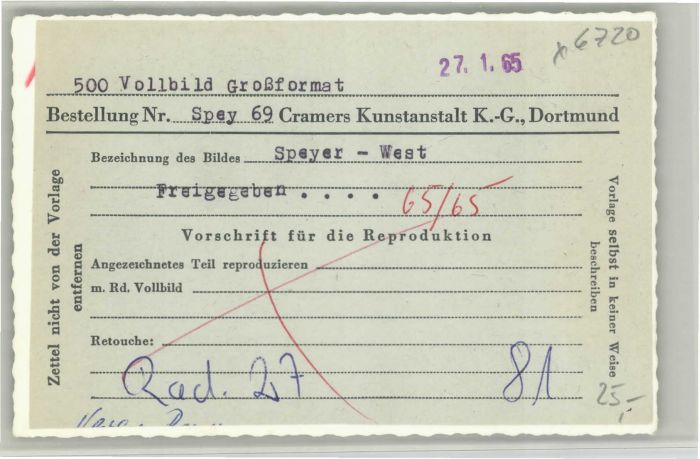 6720
27. 1. 65
500 Vollbild Großformat
Bestellung Nr. Spey 69 Cramers Kunstanstalt K.-G., Dortmund
Bezeichnung des Bildes Speyer - West
Freigegeben . . . . 65/65
Vorschrift für die Reproduktion
Angezeichnetes Teil reproduzieren
m. Rd. Vollbild
Retouche:
Rad. 27 81
25,-
Zettel nicht von der Vorlage
entfernen
Vorlage selbst in keiner Weise
beschreiben